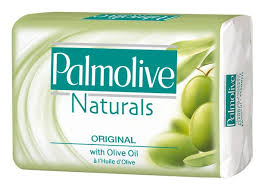 Palmolive
Naturals
ORIGINAL
with Olive Oil
à l'Huile d'Olive